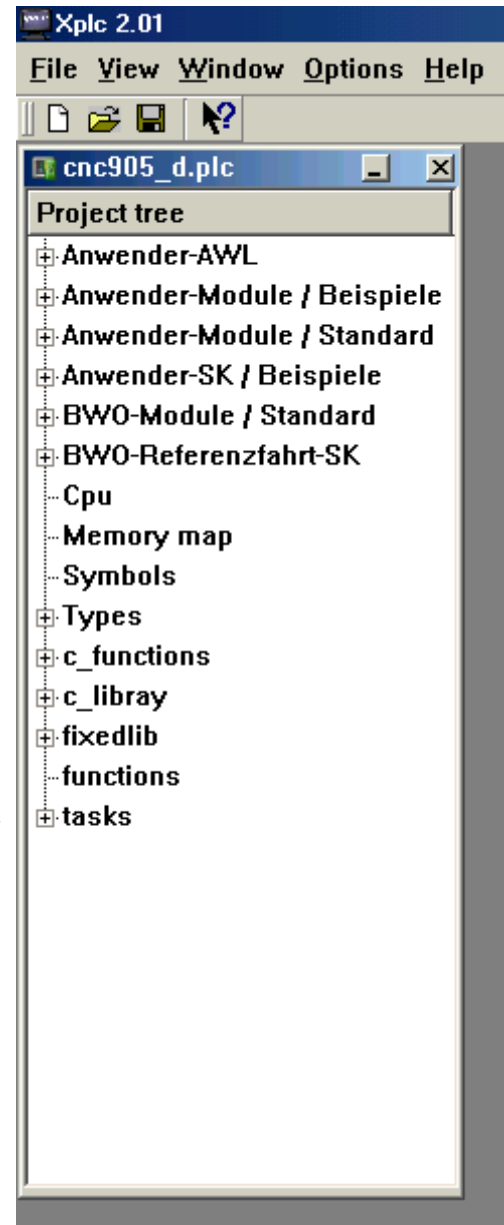 Xplc 2.01
File View Window Options Help
cnc905_d.plc
Project tree
Anwender-AWL
Anwender-Module / Beispiele
Anwender-Module / Standard
Anwender-SK / Beispiele
BWO-Module / Standard
BWO-Referenzfahrt-SK
Cpu
Memory map
Symbols
Types
c_functions
c_libray
fixedlib
functions
tasks